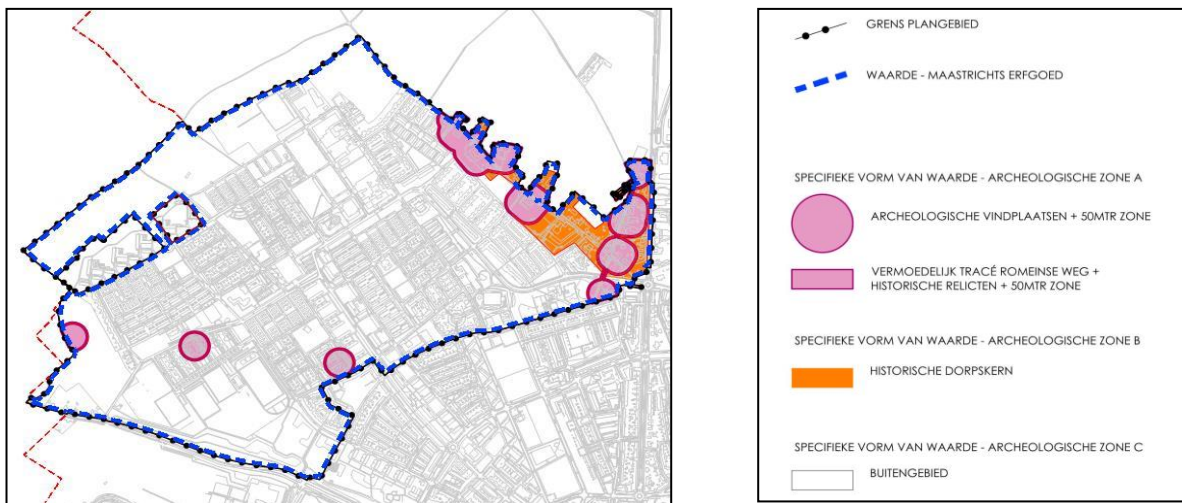 GRENS PLANGEBIED
WAARDE - MAASTRICHTS ERFGOED
SPECIFIEKE VORM VAN WAARDE - ARCHEOLOGISCHE ZONE A
ARCHEOLOGISCHE VINDPLAATSEN + 50MTR ZONE
VERMOEDELIJK TRACÉ ROMEINSE WEG +
HISTORISCHE RELICTEN + 50MTR ZONE
SPECIFIEKE VORM VAN WAARDE - ARCHEOLOGISCHE ZONE B
HISTORISCHE DORPSKERN
SPECIFIEKE VORM VAN WAARDE - ARCHEOLOGISCHE ZONE C
BUITENGEBIED